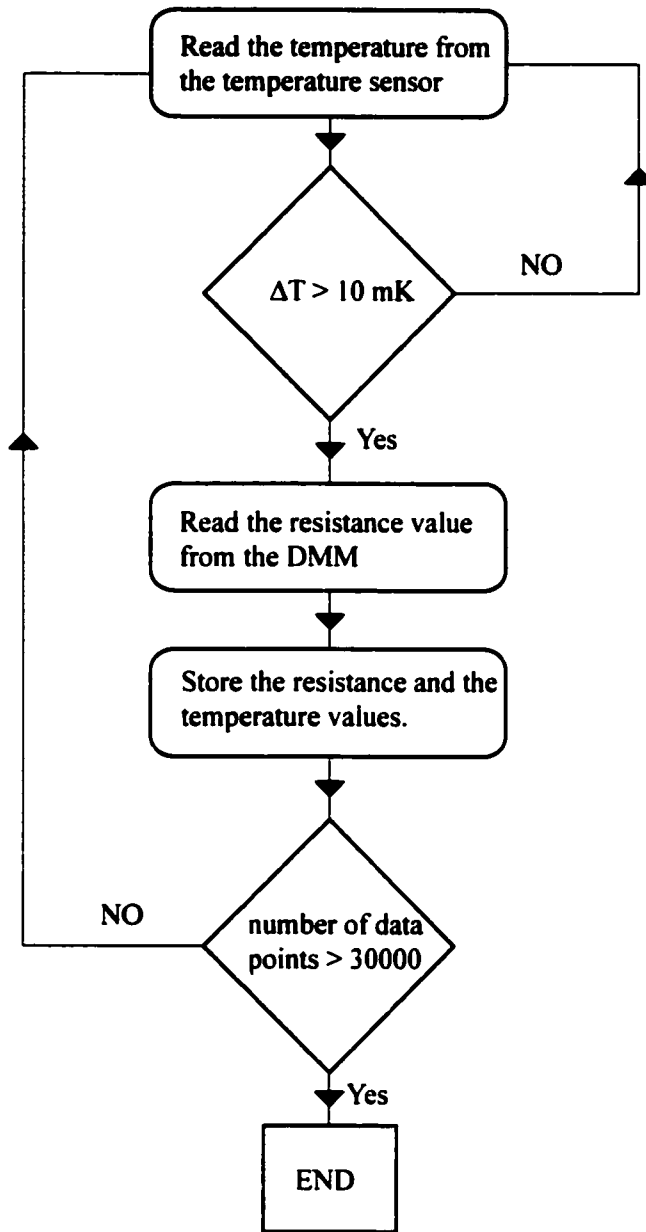 Read the temperature from
the temperature sensor
NO
ΔT > 10 mK
Yes
Read the resistance value
from the DMM
Store the resistance and the
temperature values.
NO
number of data
points > 30000
Yes
END